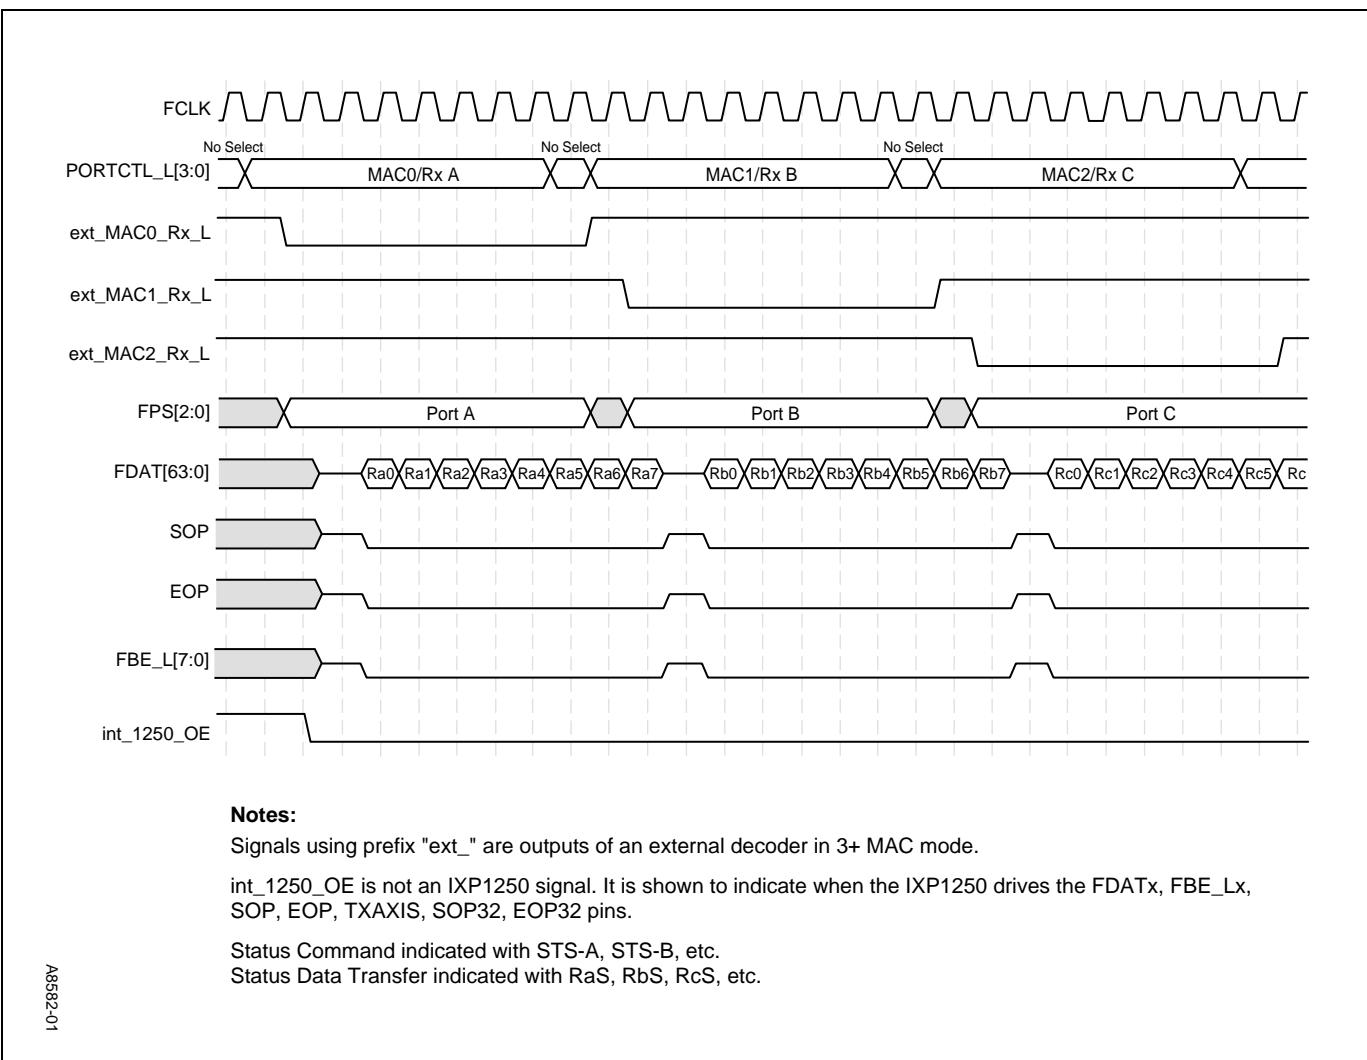 FCLK
No Select
No Select
No Select
PORTCTL_L[3:0]
MAC0/Rx A
MAC1/Rx B
MAC2/Rx C
ext_MAC0_Rx_L
ext_MAC1_Rx_L
ext_MAC2_Rx_L
FPS[2:0]
Port A
Port B
Port C
FDAT[63:0]
Ra0
Ra1
Ra2
Ra3
Ra4
Ra5
Ra6
Ra7
Rb0
Rb1
Rb2
Rb3
Rb4
Rb5
Rb6
Rb7
Rc0
Rc1
Rc2
Rc3
Rc4
Rc5
Rc
SOP
EOP
FBE_L[7:0]
int_1250_OE
Notes:
Signals using prefix "ext_" are outputs of an external decoder in 3+ MAC mode.
int_1250_OE is not an IXP1250 signal. It is shown to indicate when the IXP1250 drives the FDATx, FBE_Lx,
SOP, EOP, TXAXIS, SOP32, EOP32 pins.
Status Command indicated with STS-A, STS-B, etc.
Status Data Transfer indicated with RaS, RbS, RcS, etc.
A8582-01